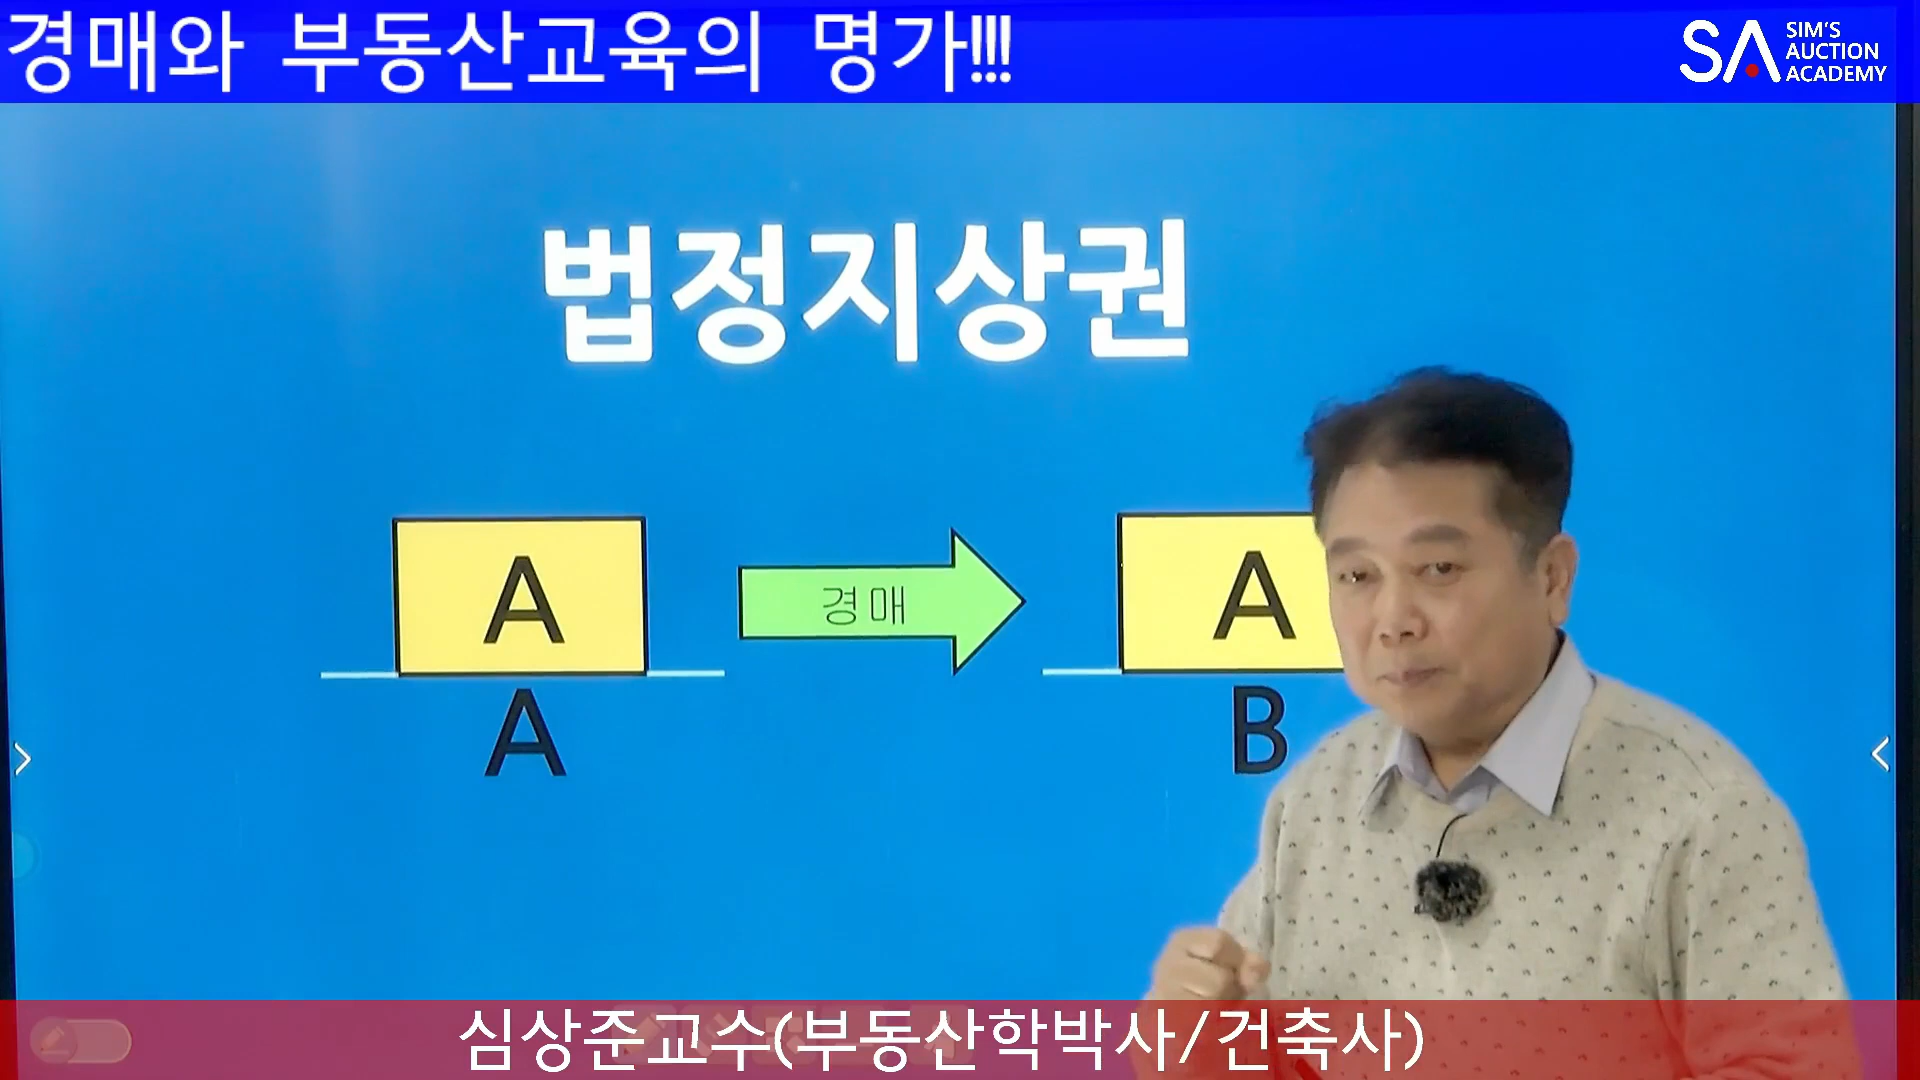 경매와 부동산교육의 명가!!!
SA SIM'S
AUCTION
ACADEMY
법정지상권
A
경매
A
A
B
심상준교수(부동산학박사/건축사)